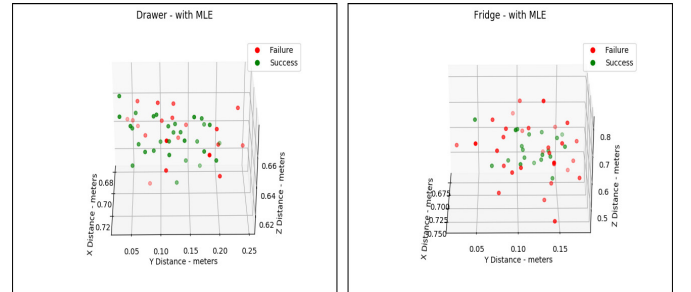 Drawer - with MLE
Failure
Success
0.68
0.70
0.72
X Distance - meters
0.05
0.10
0.15
0.20
0.25
Y Distance - meters
0.66
0.64
0.62
Z Distance - meters
Fridge - with MLE
Failure
Success
0.675
0.700
0.725
0.750
X Distance - meters
0.05
0.10
0.15
Y Distance - meters
0.8
0.7
0.6
0.5
Z Distance - meters